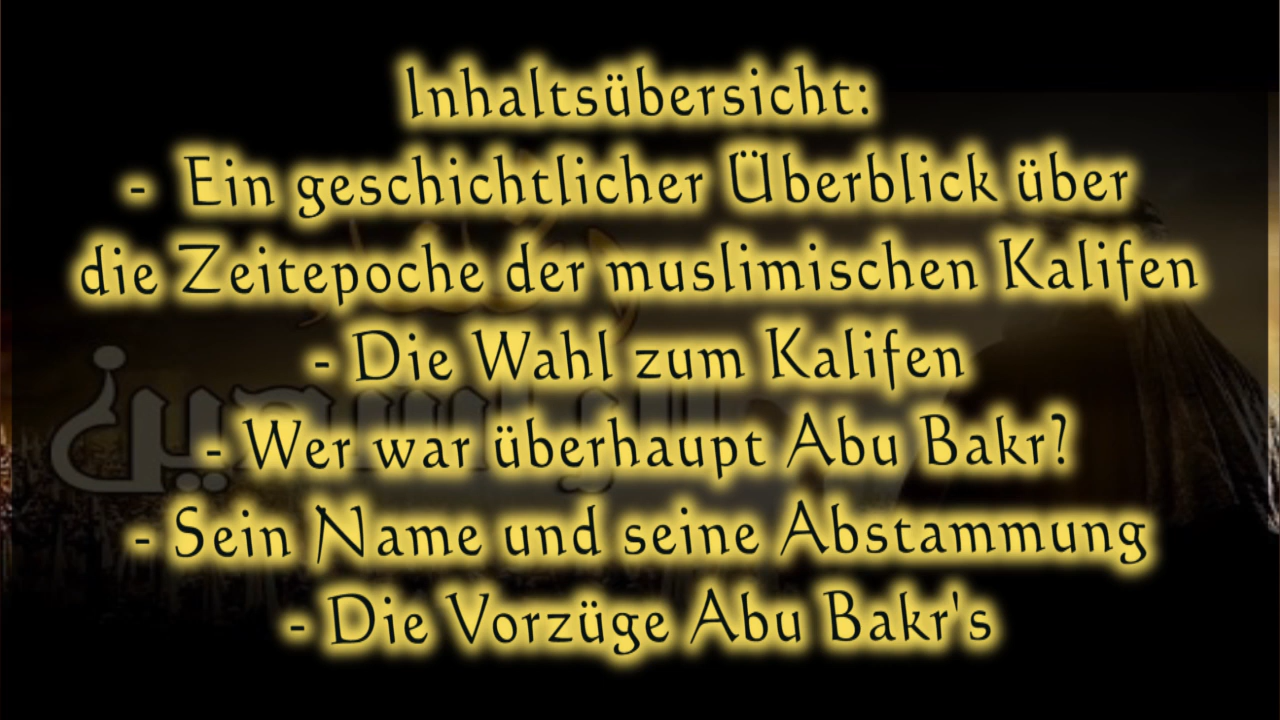 Inhaltsübersicht:
- Ein geschichtlicher Überblick über
die Zeitepoche der muslimischen Kalifen
- Die Wahl zum Kalifen
- Wer war überhaupt Abu Bakr?
- Sein Name und seine Abstammung
- Die Vorzüge Abu Bakr's